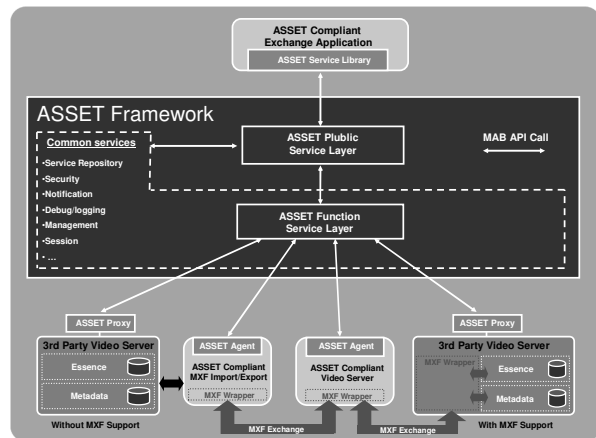 ASSET Compliant
Exchange Application
ASSET Service Library
ASSET Framework
Common services
•Service Repository
•Security
•Notification
•Debug/logging
•Management
•Session
• ...
ASSET Plublic
Service Layer
MAB API Call
ASSET Function
Service Layer
ASSET Proxy
3rd Party Video Server
Essence
Metadata
Without MXF Support
ASSET Agent
ASSET Compliant
MXF Import/Export
MXF Wrapper
ASSET Agent
ASSET Compliant
Video Server
MXF Wrapper
ASSET Proxy
3rd Party Video Server
MXF Wrapper
Essence
Metadata
With MXF Support
MXF Exchange
MXF Exchange